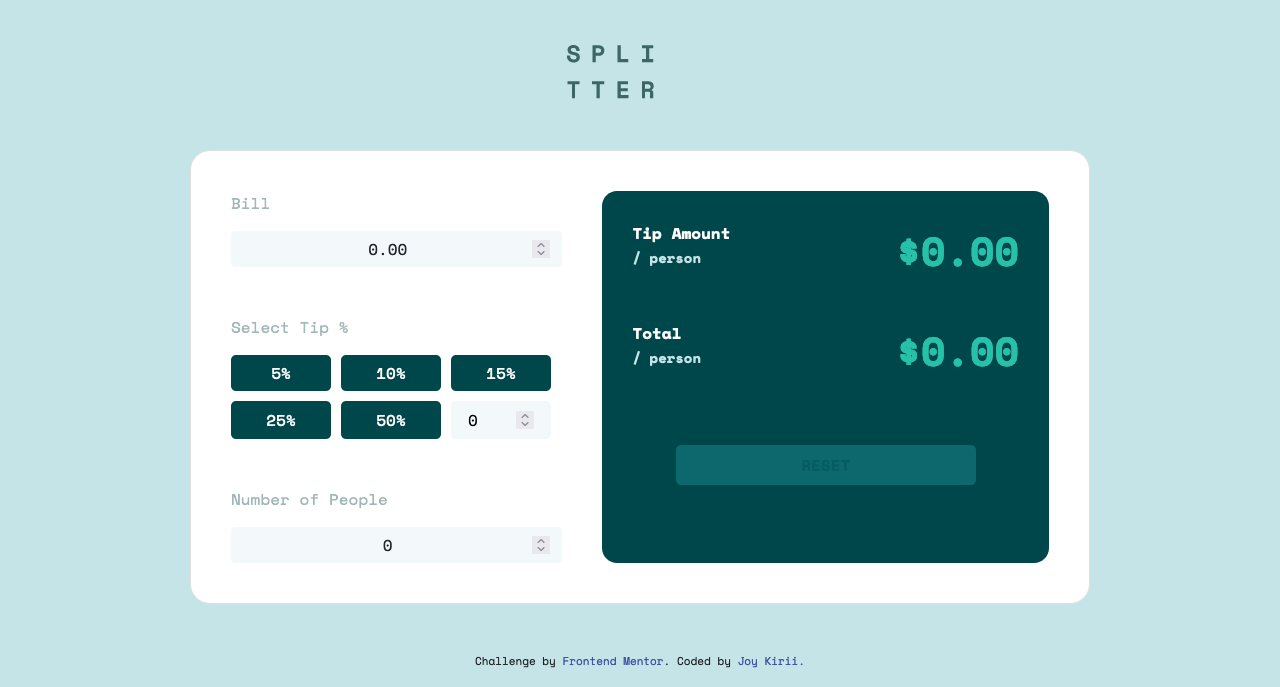 SPLI
TTER
Bill
0.00
Select Tip %
5% 10% 15%
25% 50% 0
Number of People
0
Tip Amount
/ person
$0.00
Total
/ person
$0.00
RESET
Challenge by Frontend Mentor. Coded by Joy Kirii.